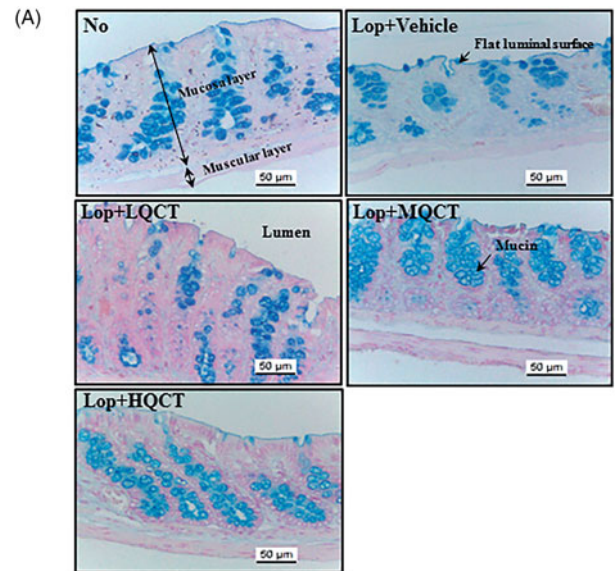 (A)
No
Mucosa layer
Muscular layer
50 μm
Lop+Vehicle
Flat luminal surface
50 μm
Lop+LQCT
Lumen
50 μm
Lop+MQCT
Mucin
50 μm
Lop+HQCT
50 μm